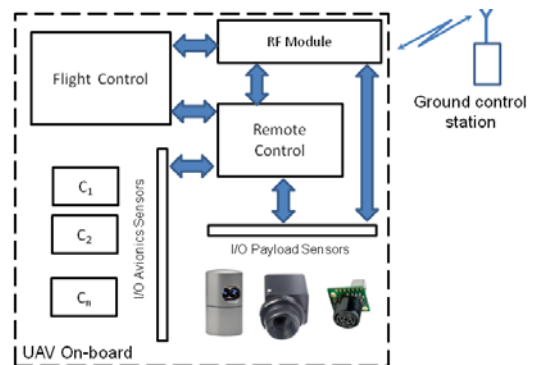 RF Module
Flight Control
Ground control
station
Remote
Control
C1
C2
Cn
I/O Avionics Sensors
I/O Payload Sensors
UAV On-board